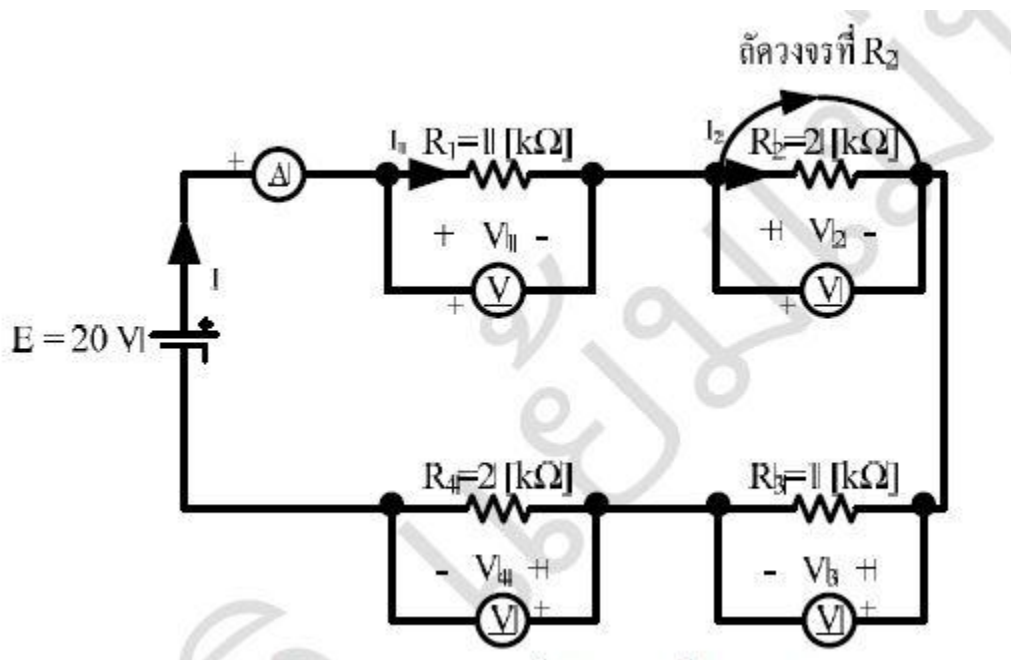 ลัดวงจรที่ R2
I1 R1=1 [kΩ]
I2 R2=2 [kΩ]
+ A
+ V1 -
+ V2 -
I
+ V
+ V
E = 20 V
R4=2 [kΩ]
R3=1 [kΩ]
- V4 +
- V3 +
V +
V +